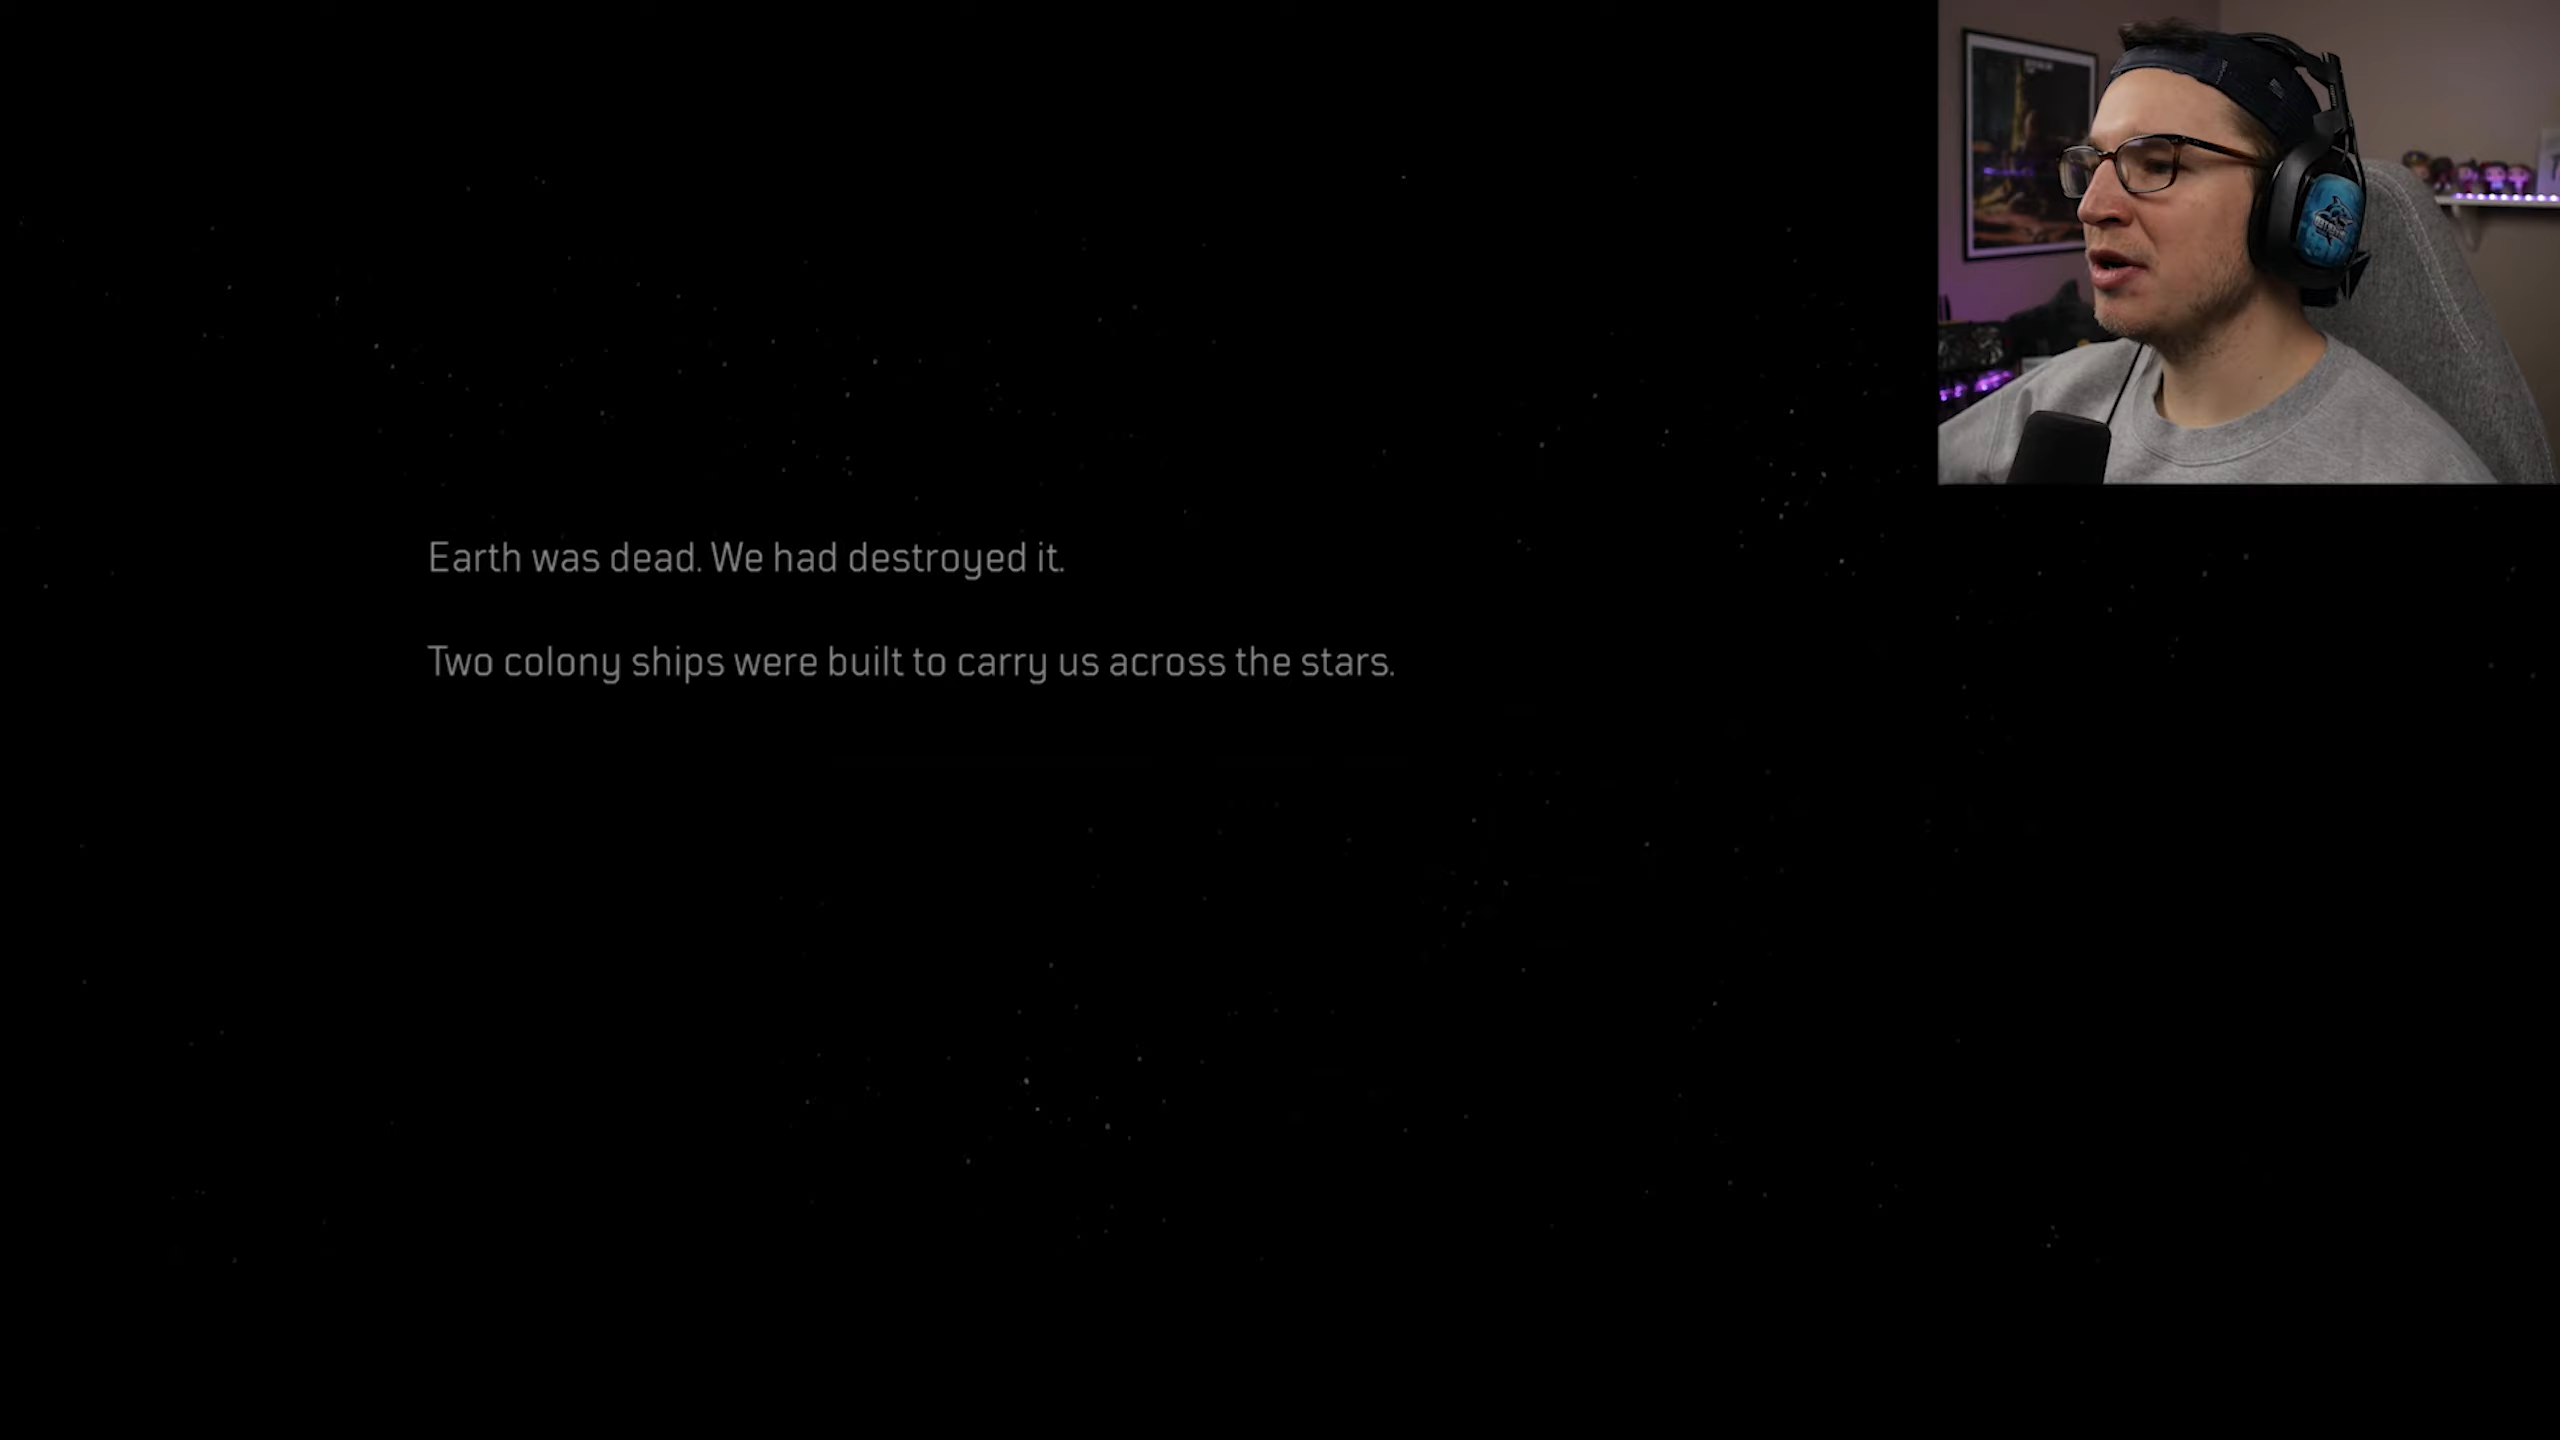 Earth was dead. We had destroyed it.
Two colony ships were built to carry us across the stars.